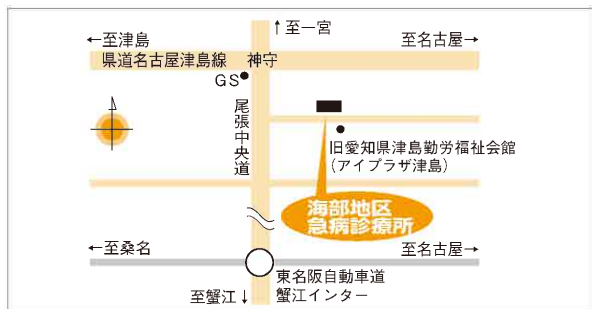 ↑至一宮
←至津島
至名古屋→
県道名古屋津島線 神守
GS
尾張中央道
旧愛知県津島勤労福祉会館
(アイプラザ津島)
海部地区
急病診療所
←至桑名
至名古屋→
東名阪自動車道
蟹江インター
至蟹江↓